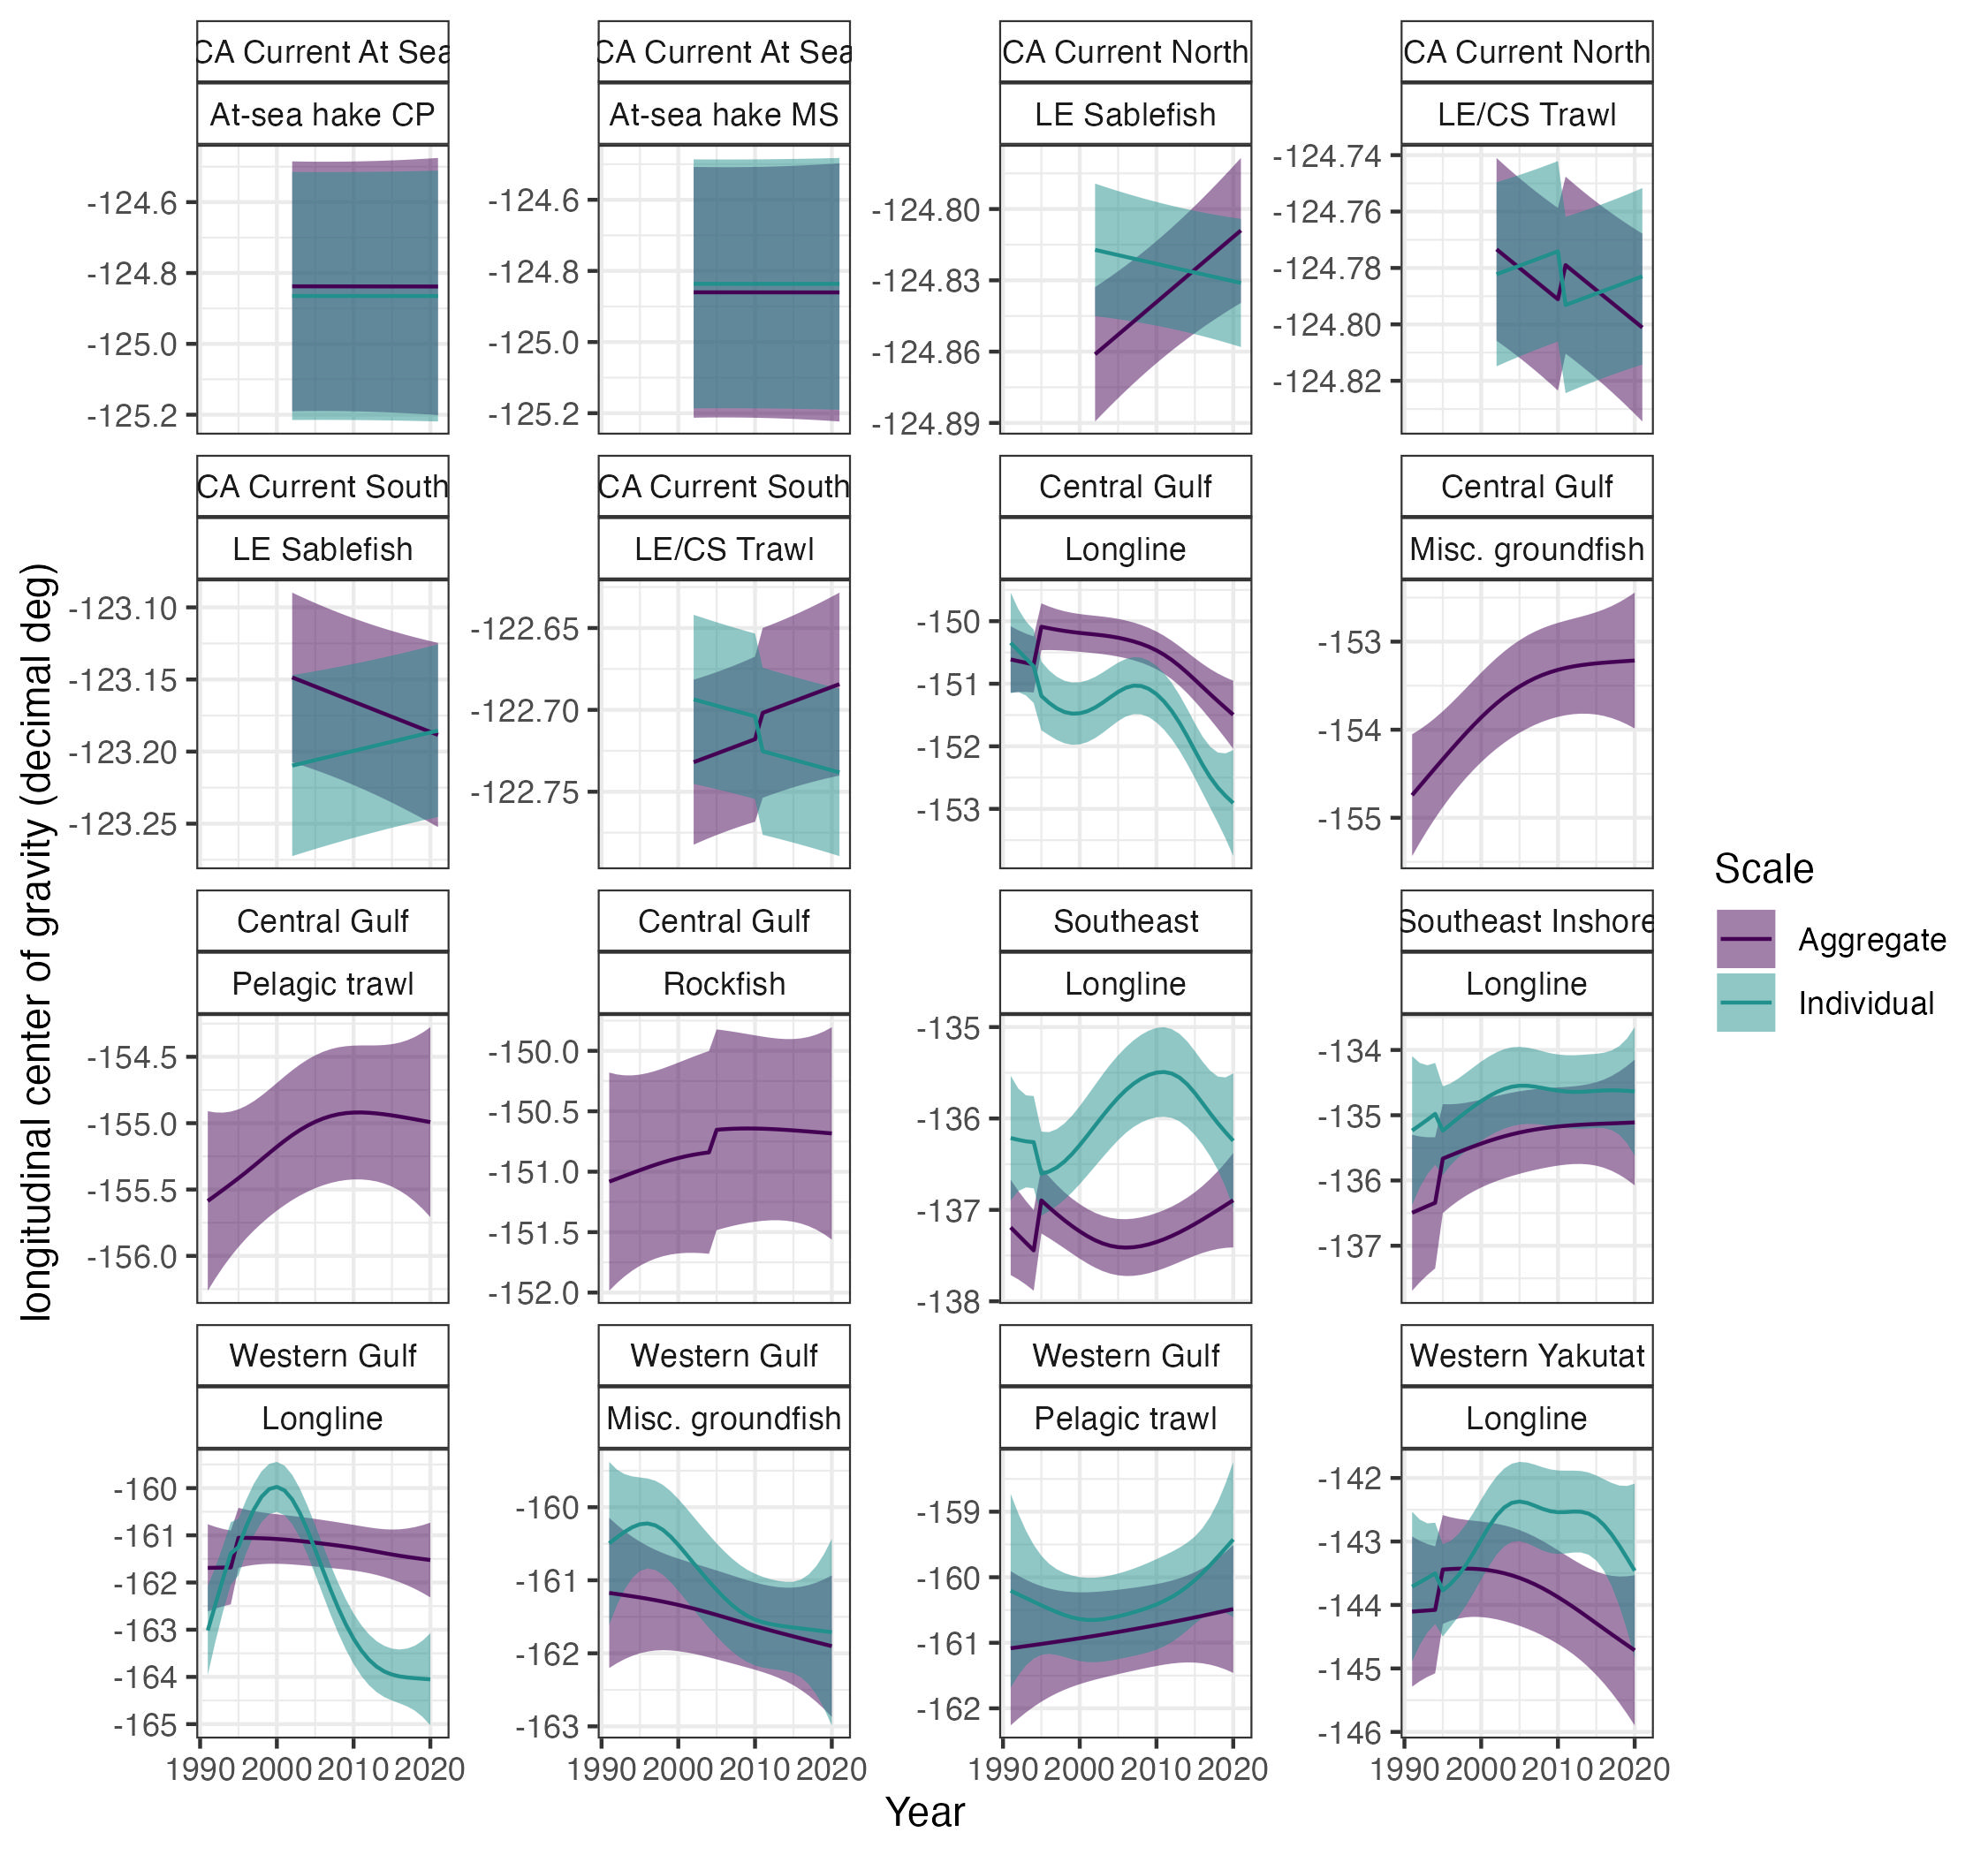 CA Current At Sea
CA Current At Sea
CA Current North
CA Current North
At-sea hake CP
At-sea hake MS
LE Sablefish
LE/CS Trawl
-124.6
-124.8
-125.0
-125.2
-124.6
-124.8
-125.0
-125.2
-124.80
-124.83
-124.86
-124.89
-124.74
-124.76
-124.78
-124.80
-124.82
CA Current South
CA Current South
Central Gulf
Central Gulf
LE Sablefish
LE/CS Trawl
Longline
Misc. groundfish
-123.10
-123.15
-123.20
-123.25
-122.65
-122.70
-122.75
-150
-151
-152
-153
-153
-154
-155
Central Gulf
Central Gulf
Southeast
Southeast Inshore
Pelagic trawl
Rockfish
Longline
Longline
-154.5
-155.0
-155.5
-156.0
-150.0
-150.5
-151.0
-151.5
-152.0
-135
-136
-137
-138
-134
-135
-136
-137
Western Gulf
Western Gulf
Western Gulf
Western Yakutat
Longline
Misc. groundfish
Pelagic trawl
Longline
-160
-161
-162
-163
-164
-165
-160
-161
-162
-163
-159
-160
-161
-162
-142
-143
-144
-145
-146
1990 2000 2010 2020
1990 2000 2010 2020
1990 2000 2010 2020
1990 2000 2010 2020
Year
longitudinal center of gravity (decimal deg)
Scale
Aggregate
Individual